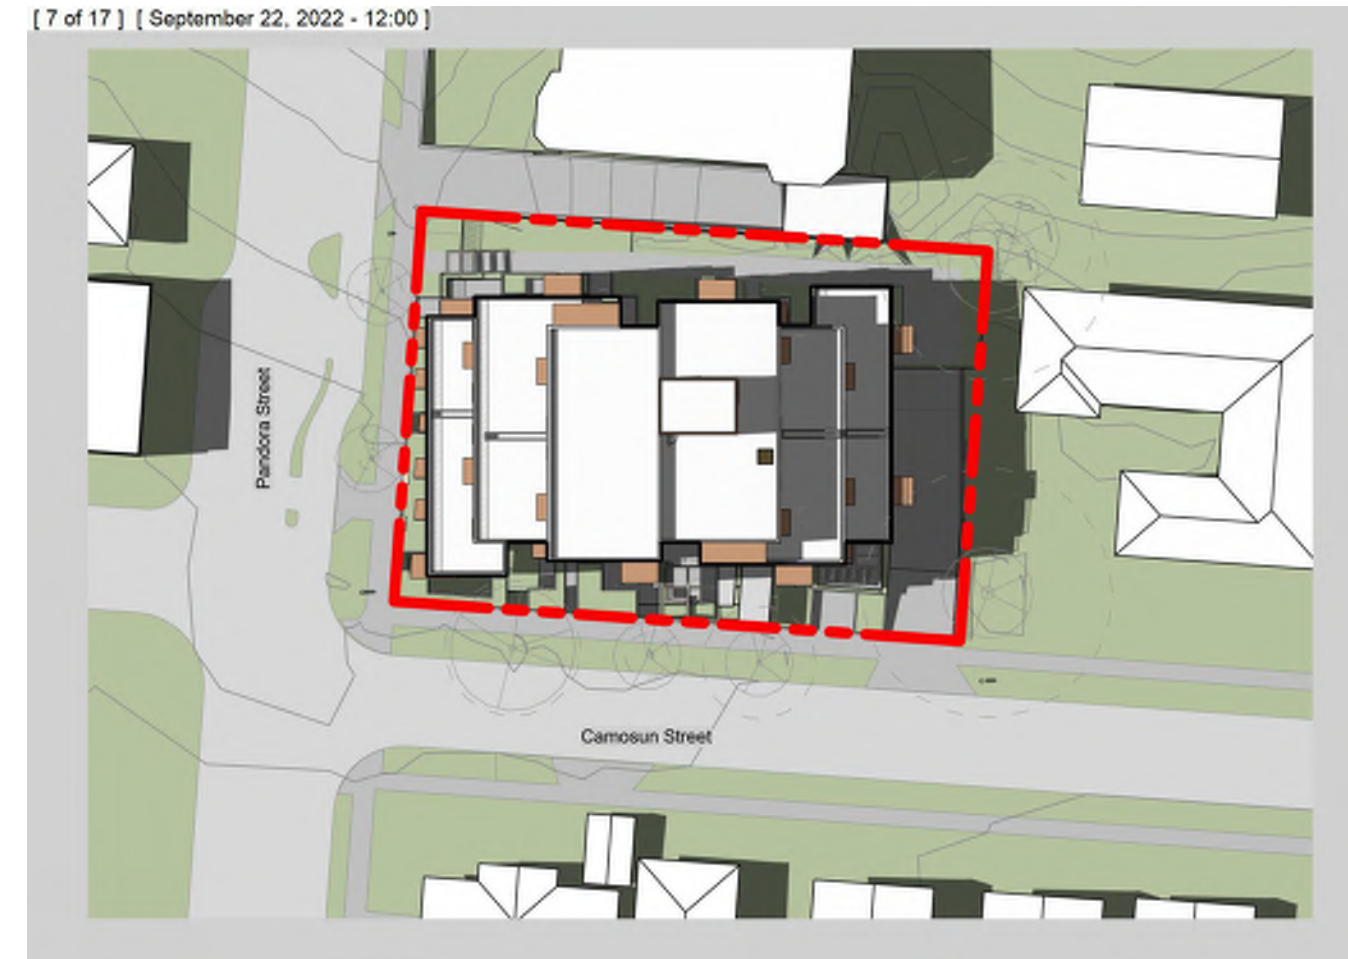 [ 7 of 17 ] [ September 22, 2022 - 12:00 ]
Pandora Street
Camosun Street